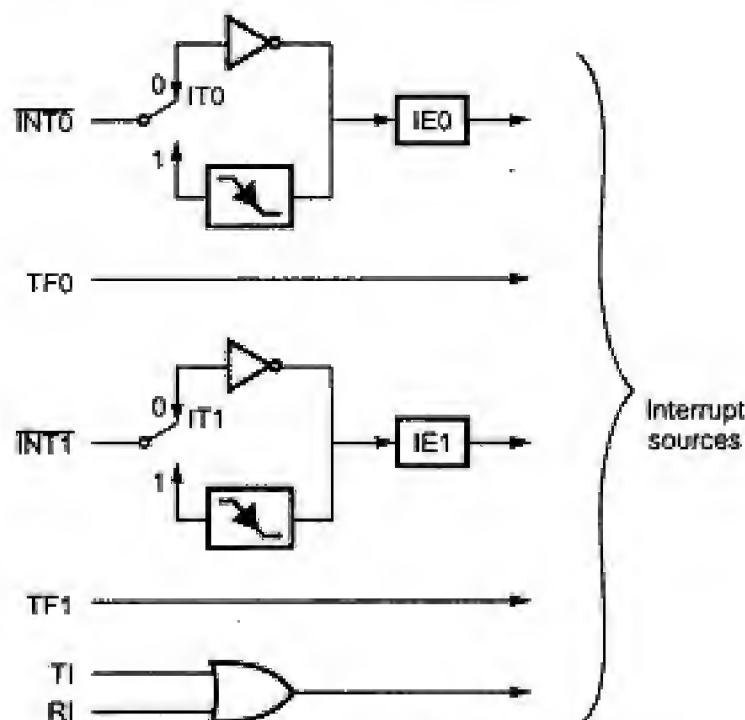 0
IT0
INT0
IE0
1
TF0
0
IT1
INT1
IE1
1
Interrupt
sources
TF1
TI
RI